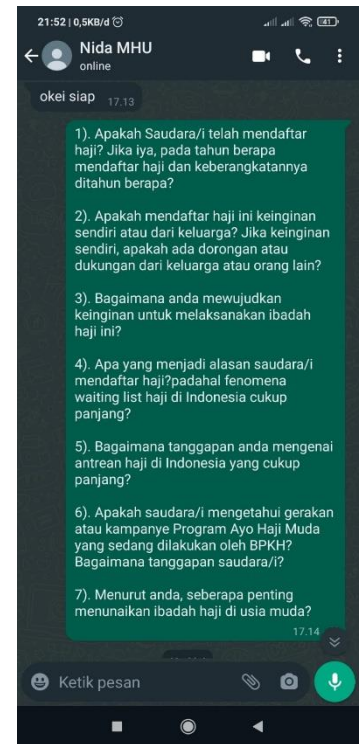 21:52 | 0,5KB/d
41
Nida MHU
online
okei siap 17.13
1). Apakah Saudara/i telah mendaftar
haji? Jika iya, pada tahun berapa
mendaftar haji dan keberangkatannya
ditahun berapa?
2). Apakah mendaftar haji ini keinginan
sendiri atau dari keluarga? Jika keinginan
sendiri, apakah ada dorongan atau
dukungan dari keluarga atau orang lain?
3). Bagaimana anda mewujudkan
keinginan untuk melaksanakan ibadah
haji ini?
4). Apa yang menjadi alasan saudara/i
mendaftar haji?padahal fenomena
waiting list haji di Indonesia cukup
panjang?
5). Bagaimana tanggapan anda mengenai
antrean haji di Indonesia yang cukup
panjang?
6). Apakah saudara/i mengetahui gerakan
atau kampanye Program Ayo Haji Muda
yang sedang dilakukan oleh BPKH?
Bagaimana tanggapan saudara/i?
7). Menurut anda, seberapa penting
menunaikan ibadah haji di usia muda?
17.14
Ketik pesan